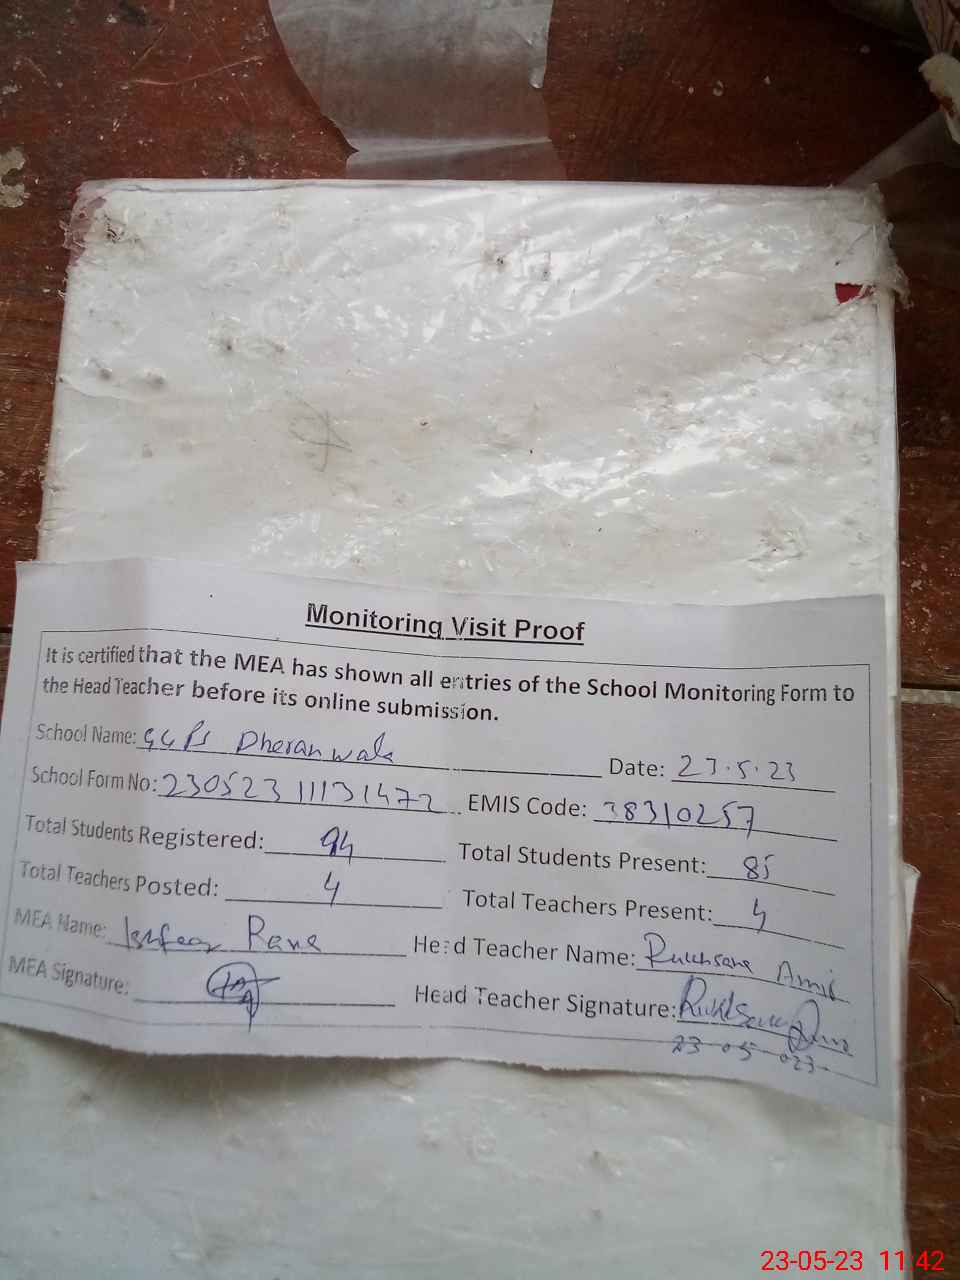 Monitoring Visit Proof
It is certified that the MEA has shown all entries of the School Monitoring Form to
the Head Teacher before its online submission.
School Name: GGPS Dheranwala Date: 23.5.23
School Form No: 23052311131472 EMIS Code: 38310257
Total Students Registered: 94 Total Students Present: 85
Total Teachers Posted: 4 Total Teachers Present: 4
MEA Name: Rana Head Teacher Name: Rukhsana Amir
MEA Signature: Head Teacher Signature: Rukhsana
23-05-023-
23-05-23 11:42